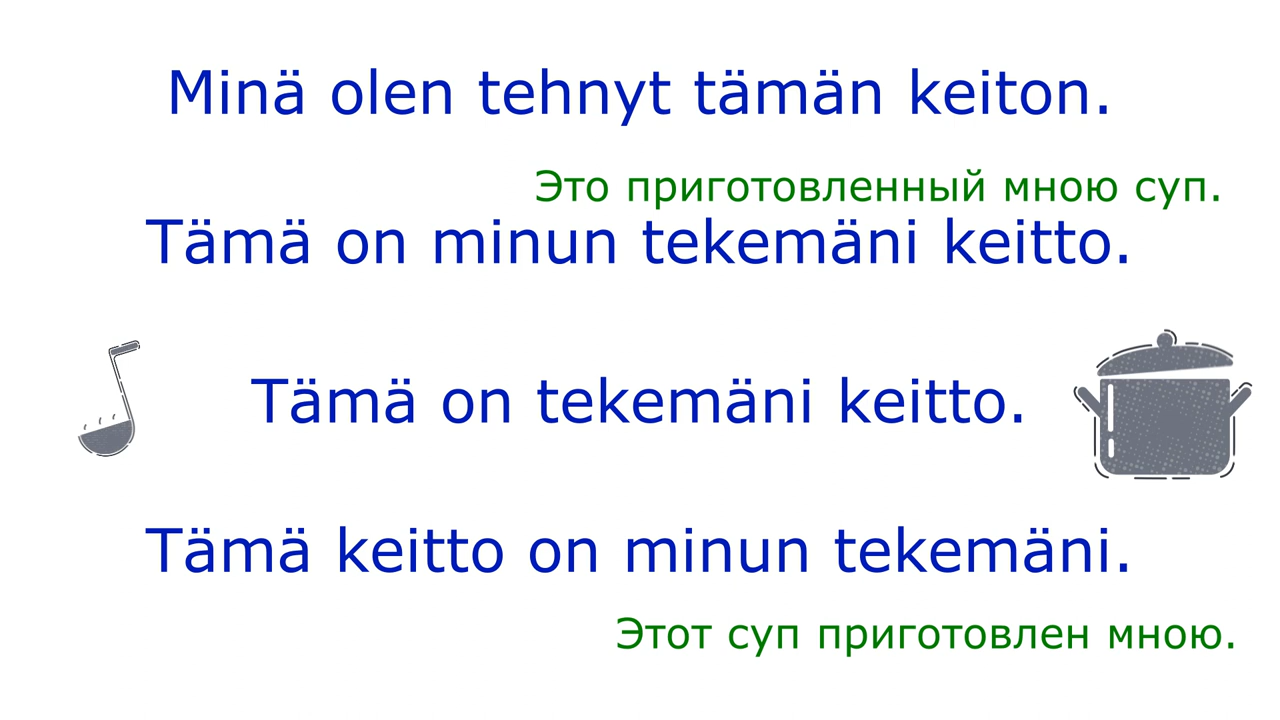 Minä olen tehnyt tämän keiton.
Это приготовленный мною суп.
Tämä on minun tekemäni keitto.
Tämä on tekemäni keitto.
Tämä keitto on minun tekemäni.
Этот суп приготовлен мною.